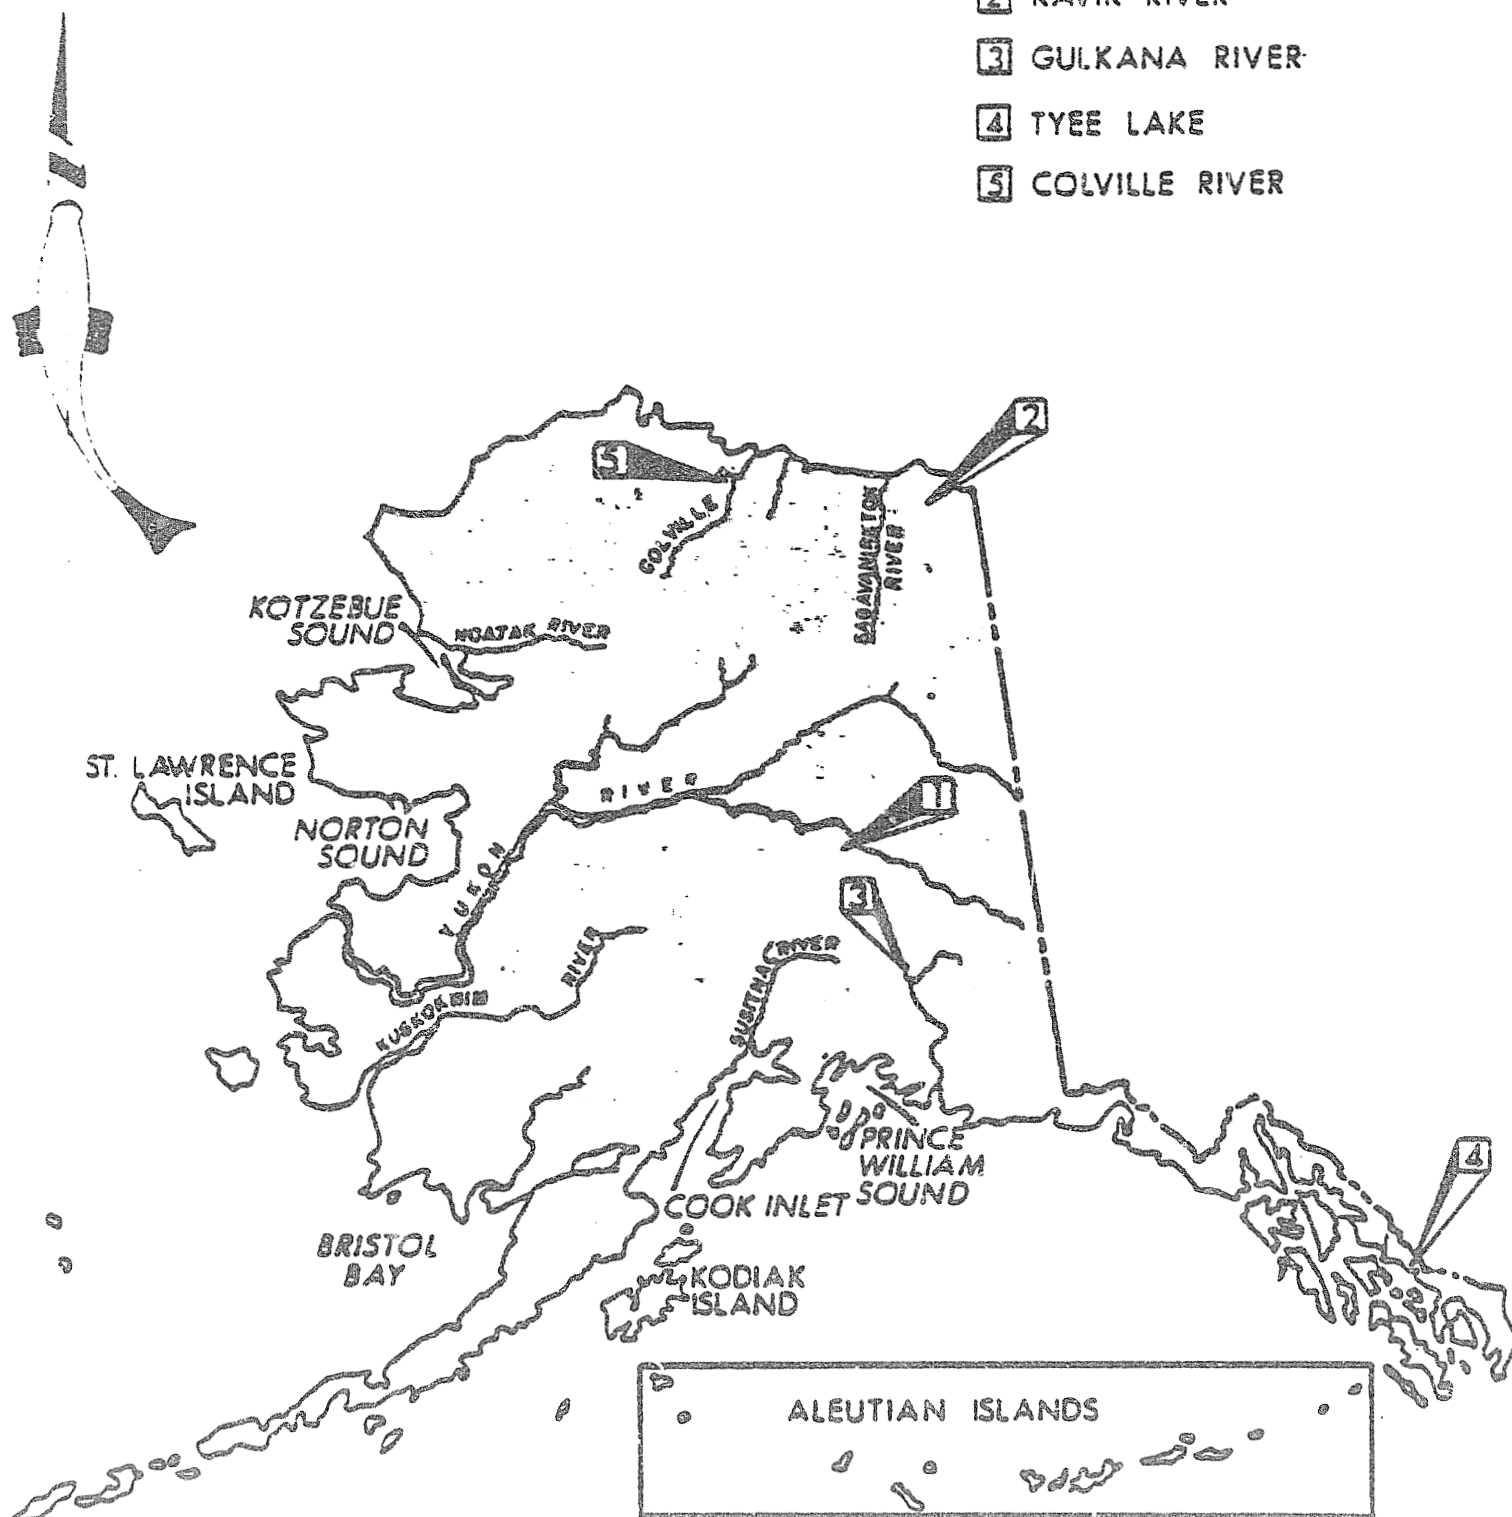 2 KAVIK RIVER
3 GULKANA RIVER
4 TYEE LAKE
5 COLVILLE RIVER
2
5
COLVILLE
SAGAVANIRKTOK
RIVER
KOTZEBUE
SOUND
NOATAK RIVER
ST. LAWRENCE
ISLAND
RIVER
1
NORTON
SOUND
YUKON
3
RIVER
SUSITNA RIVER
KUSKOKWIM
PRINCE
WILLIAM
SOUND
4
COOK INLET
BRISTOL
BAY
KODIAK
ISLAND
ALEUTIAN ISLANDS